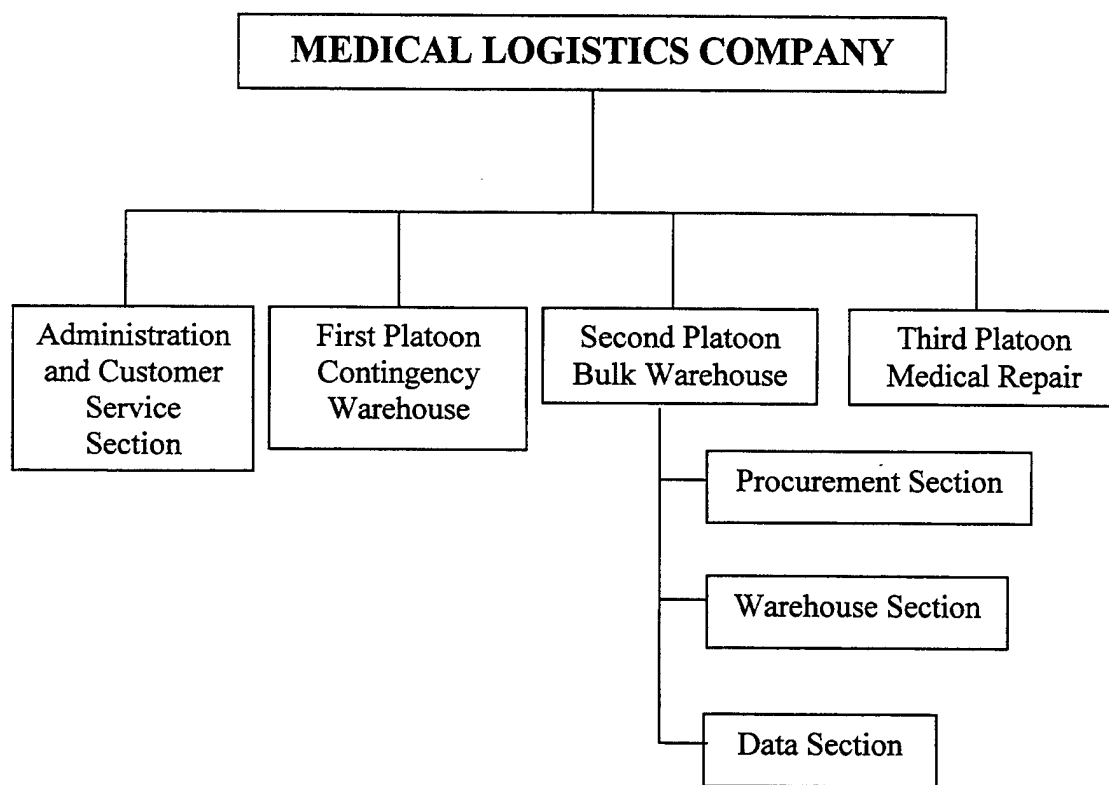 MEDICAL LOGISTICS COMPANY
Administration
and Customer
Service
Section
First Platoon
Contingency
Warehouse
Second Platoon
Bulk Warehouse
Third Platoon
Medical Repair
Procurement Section
Warehouse Section
Data Section